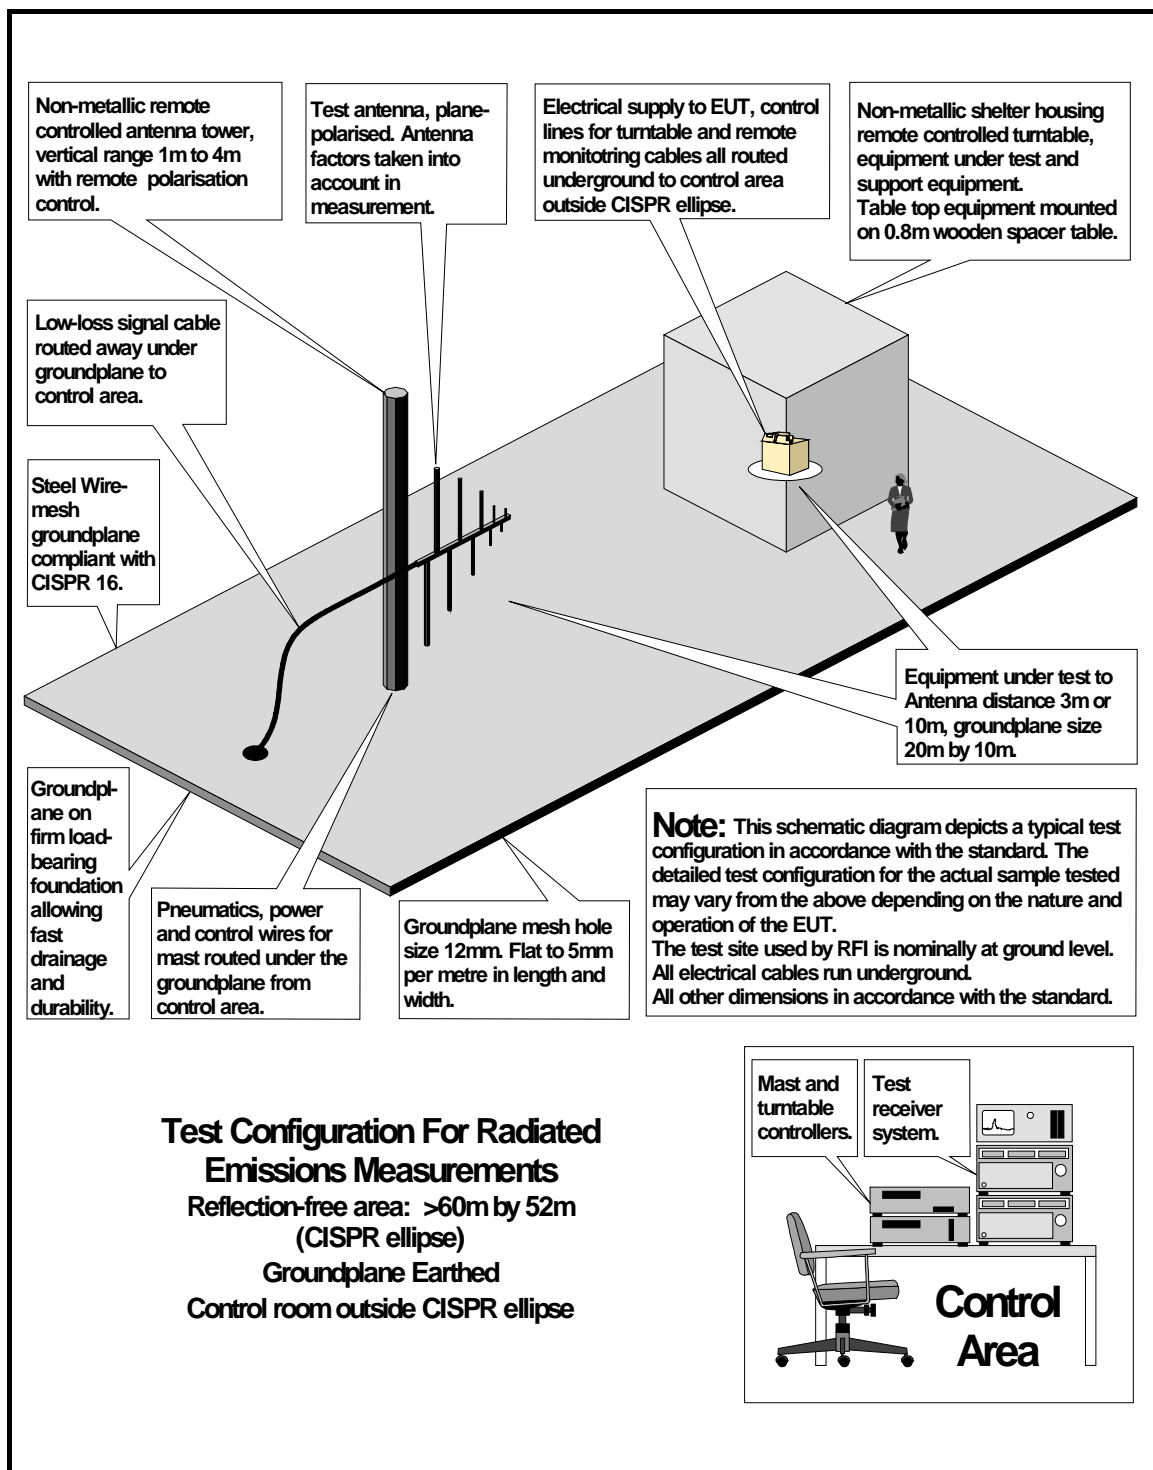 Non-metallic remote
controlled antenna tower,
vertical range 1m to 4m
with remote polarisation
control.
Test antenna, plane-
polarised. Antenna
factors taken into
account in
measurement.
Electrical supply to EUT, control
lines for turntable and remote
monitotring cables all routed
underground to control area
outside CISPR ellipse.
Non-metallic shelter housing
remote controlled turntable,
equipment under test and
support equipment.
Table top equipment mounted
on 0.8m wooden spacer table.
Low-loss signal cable
routed away under
groundplane to
control area.
Steel Wire-
mesh
groundplane
compliant with
CISPR 16.
Equipment under test to
Antenna distance 3m or
10m, groundplane size
20m by 10m.
Groundpl-
ane on
firm load-
bearing
foundation
allowing
fast
drainage
and
durability.
Pneumatics, power
and control wires for
mast routed under the
groundplane from
control area.
Groundplane mesh hole
size 12mm. Flat to 5mm
per metre in length and
width.
Note: This schematic diagram depicts a typical test
configuration in accordance with the standard. The
detailed test configuration for the actual sample tested
may vary from the above depending on the nature and
operation of the EUT.
The test site used by RFI is nominally at ground level.
All electrical cables run underground.
All other dimensions in accordance with the standard.
Test Configuration For Radiated
Emissions Measurements
Reflection-free area: >60m by 52m
(CISPR ellipse)
Groundplane Earthed
Control room outside CISPR ellipse
Mast and
turntable
controllers.
Test
receiver
system.
Control
Area